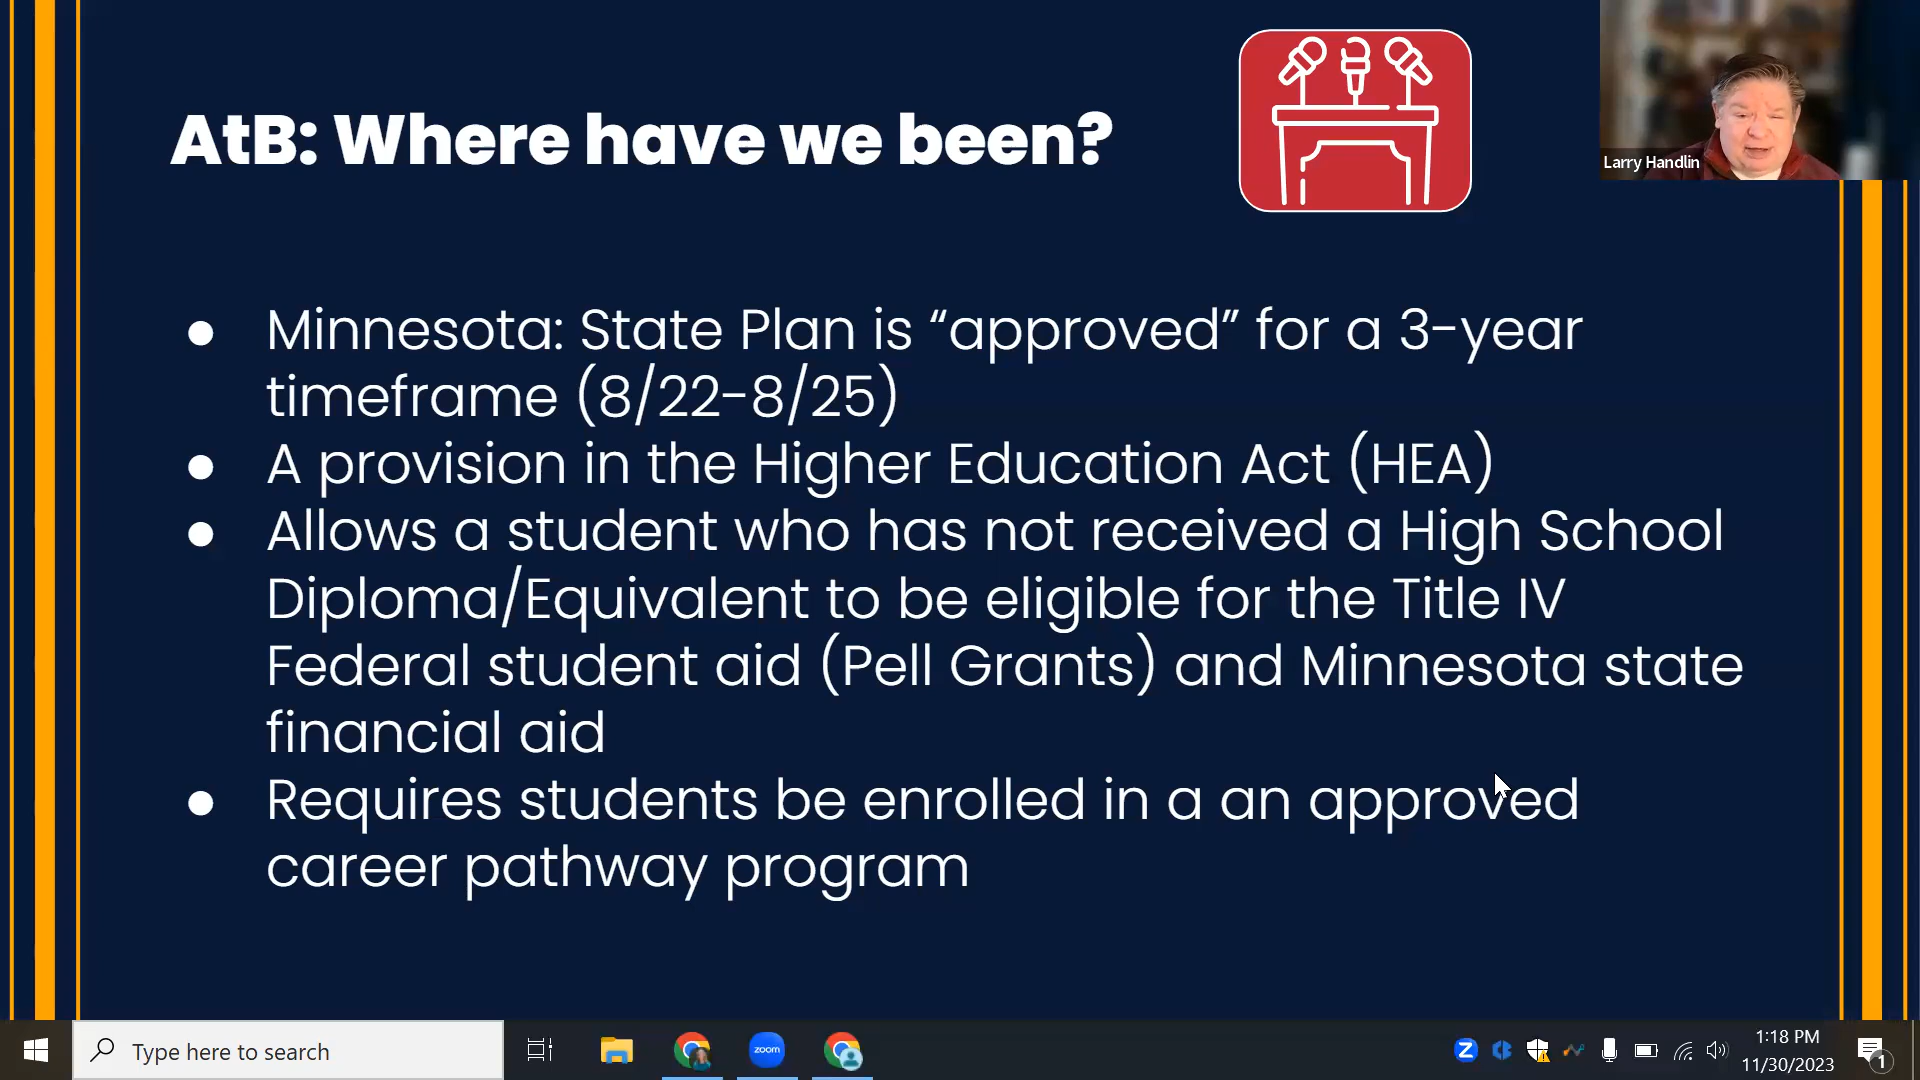 AtB: Where have we been?
Larry Handlin
● Minnesota: State Plan is “approved” for a 3-year
timeframe (8/22-8/25)
● A provision in the Higher Education Act (HEA)
● Allows a student who has not received a High School
Diploma/Equivalent to be eligible for the Title IV
Federal student aid (Pell Grants) and Minnesota state
financial aid
● Requires students be enrolled in a an approved
career pathway program
Type here to search
zoom
1:18 PM
11/30/2023
1